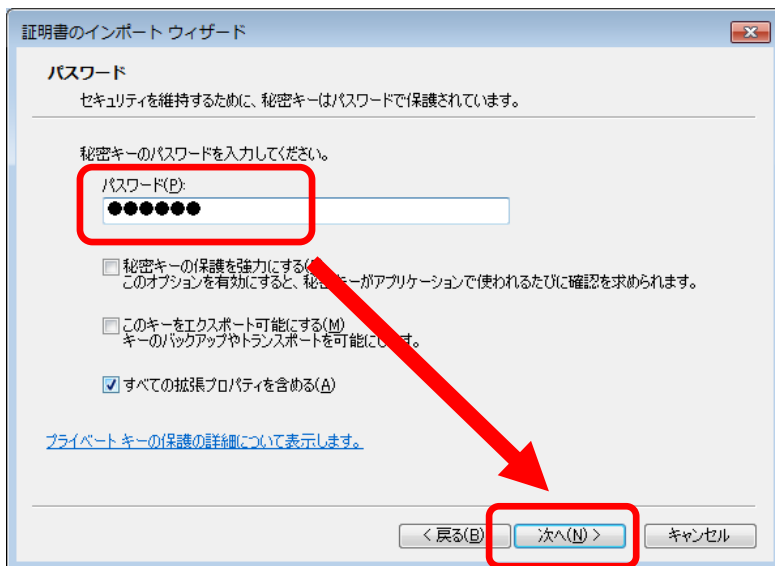 証明書のインポート ウィザード
パスワード
セキュリティを維持するために、秘密キーはパスワードで保護されています。
秘密キーのパスワードを入力してください。
パスワード(P):
●●●●●●
秘密キーの保護を強力にする(
このオプションを有効にすると、秘密キーがアプリケーションで使われるたびに確認を求められます。
このキーをエクスポート可能にする(M)
キーのバックアップやトランスポートを可能にします。
すべての拡張プロパティを含める(A)
プライベート キーの保護の詳細について表示します。
< 戻る(B)
次へ(N) >
キャンセル